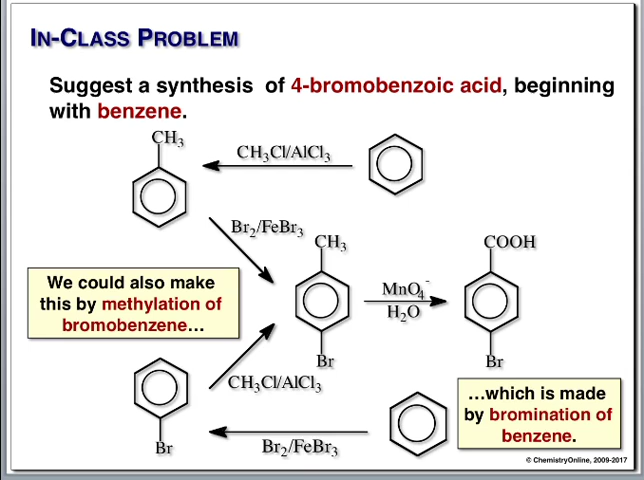 IN-CLASS PROBLEM
Suggest a synthesis of 4-bromobenzoic acid, beginning
with benzene.
CH3
CH3Cl/AlCl3
Br2/FeBr3
CH3
COOH
We could also make
this by methylation of
bromobenzene…
MnO4-
H2O
Br
Br
CH3Cl/AlCl3
…which is made
by bromination of
benzene.
Br
Br2/FeBr3
© ChemistryOnline, 2009-2017